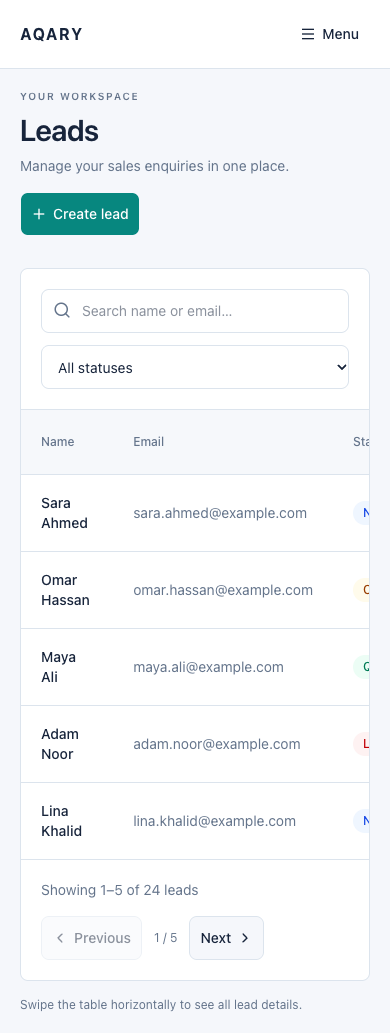 AQARY
Menu
YOUR WORKSPACE
Leads
Manage your sales enquiries in one place.
Create lead
Search name or email...
All statuses
Name Email
Sara Ahmed sara.ahmed@example.com
Omar Hassan omar.hassan@example.com
Maya Ali maya.ali@example.com
Adam Noor adam.noor@example.com
Lina Khalid lina.khalid@example.com
Showing 1–5 of 24 leads
Previous 1 / 5 Next
Swipe the table horizontally to see all lead details.